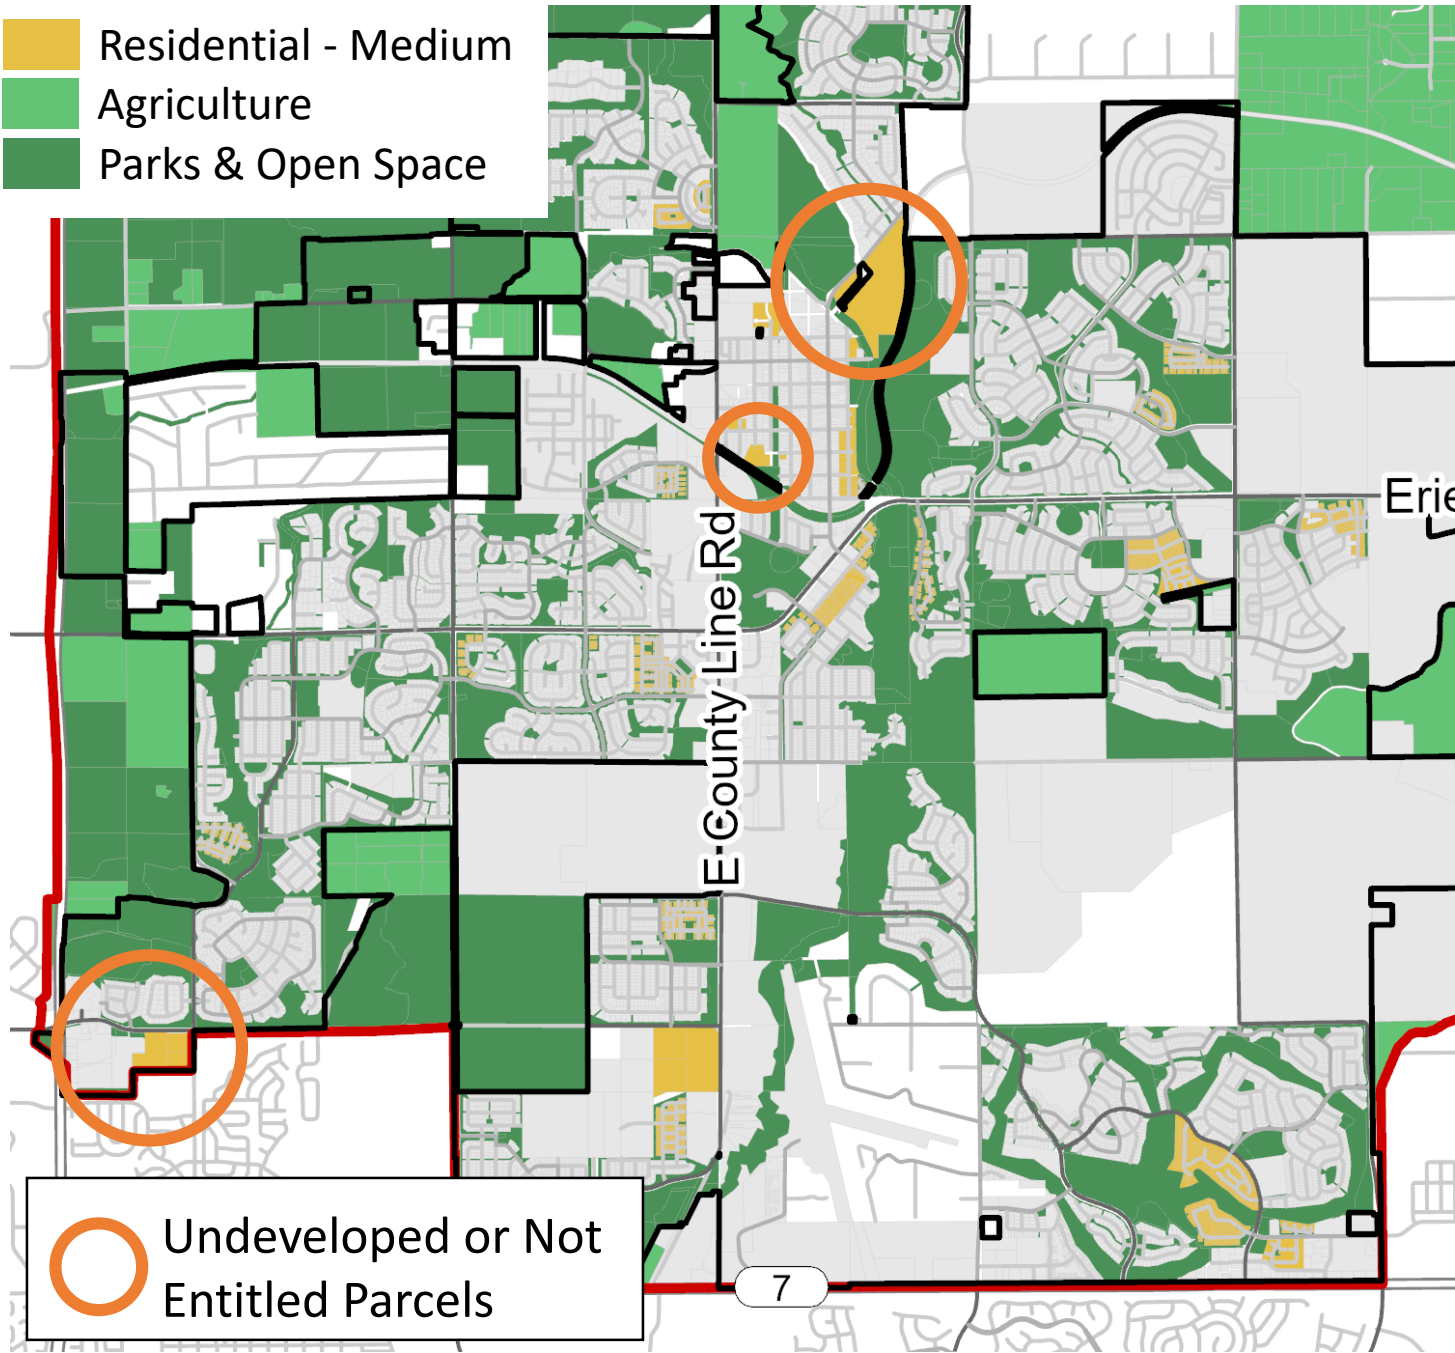 Residential - Medium
Agriculture
Parks & Open Space
Erie
E County Line Rd
Undeveloped or Not
Entitled Parcels
7